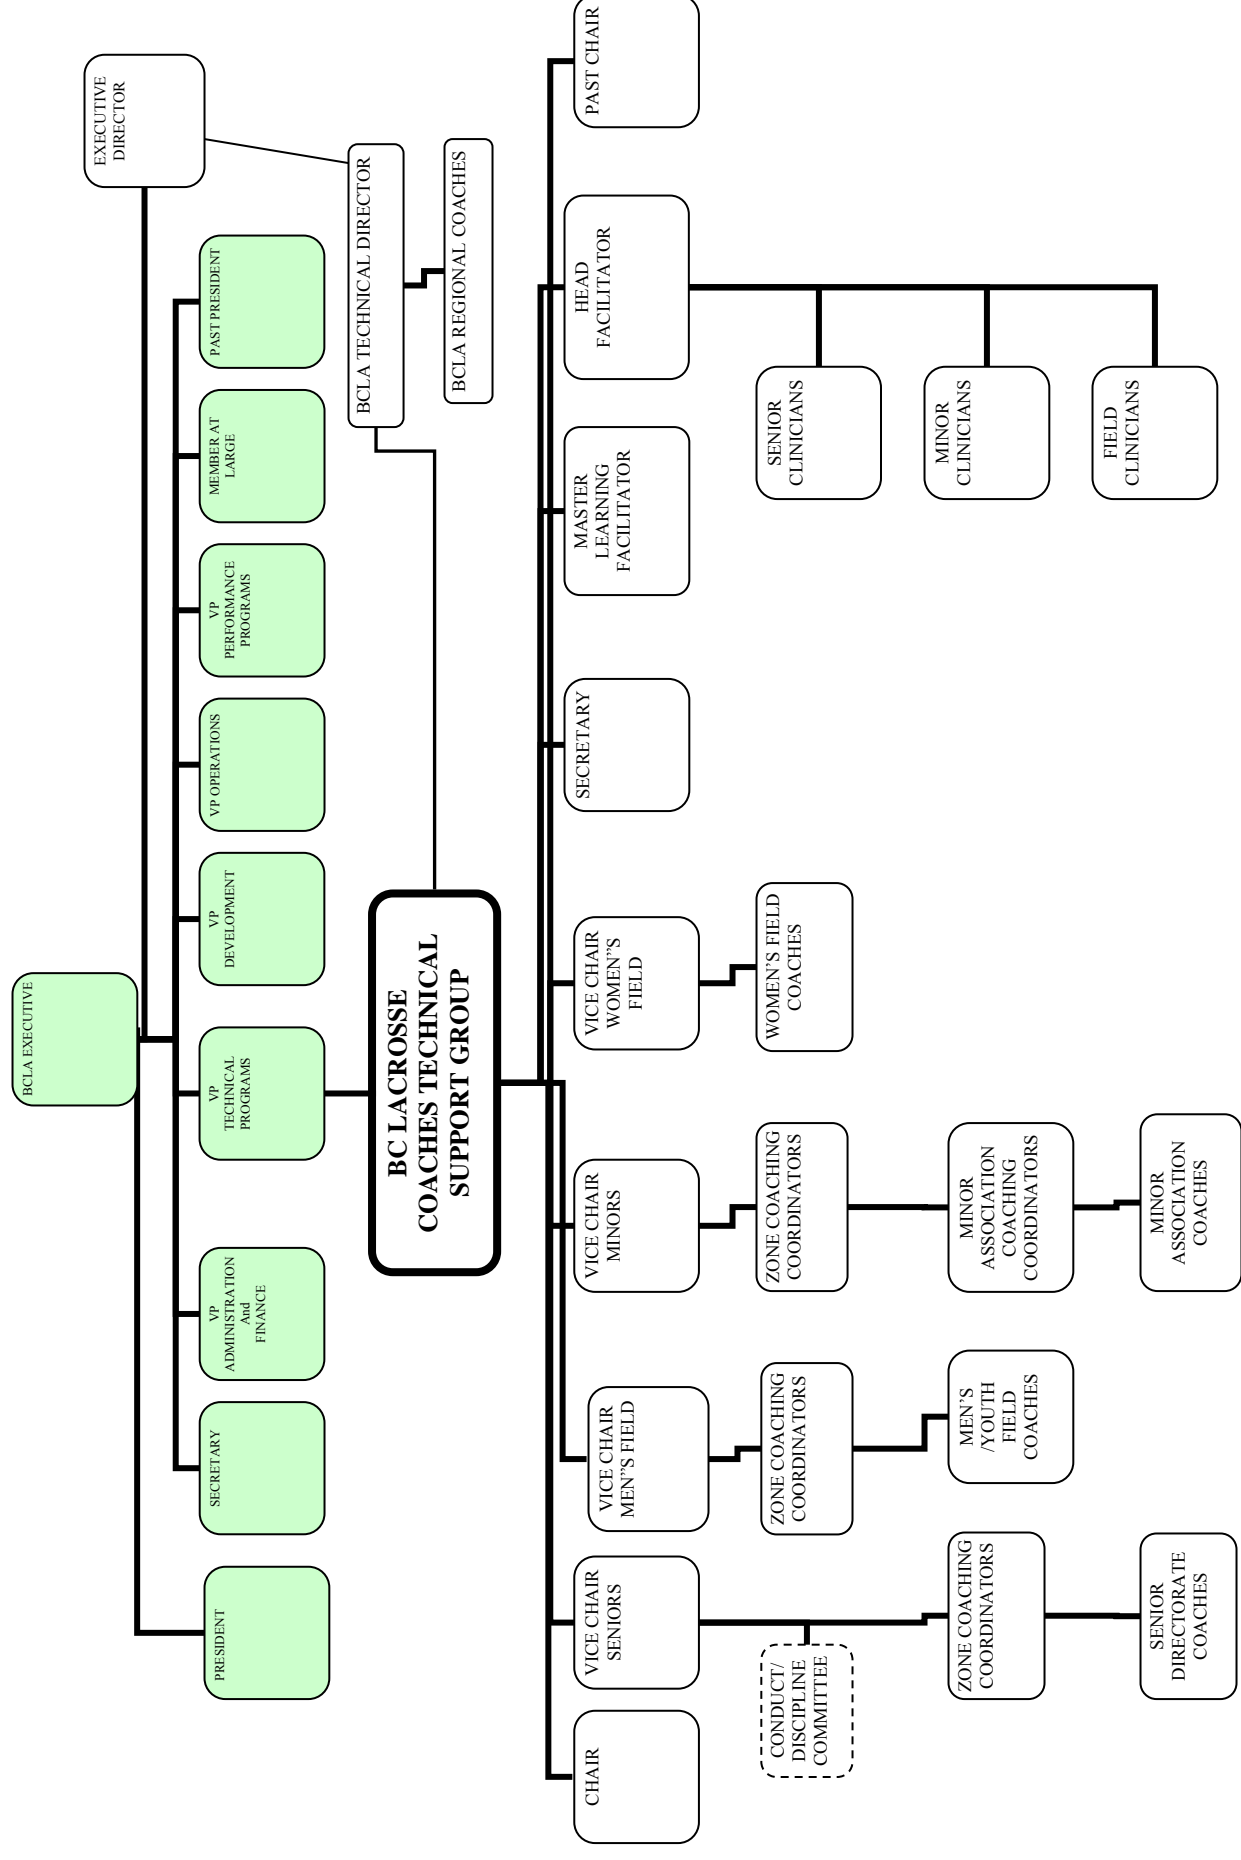 BCLA EXECUTIVE
EXECUTIVE
DIRECTOR
PRESIDENT
SECRETARY
VP
ADMINISTRATION
And
FINANCE
VP
TECHNICAL
PROGRAMS
VP
DEVELOPMENT
VP OPERATIONS
VP
PERFORMANCE
PROGRAMS
MEMBER AT
LARGE
PAST PRESIDENT
BCLA TECHNICAL DIRECTOR
BCLA REGIONAL COACHES
BC LACROSSE
COACHES TECHNICAL
SUPPORT GROUP
CHAIR
VICE CHAIR
SENIORS
VICE CHAIR
MEN"S FIELD
VICE CHAIR
MINORS
VICE CHAIR
WOMEN"S
FIELD
SECRETARY
MASTER
LEARNING
FACILITATOR
HEAD
FACILITATOR
PAST CHAIR
CONDUCT/
DISCIPLINE
COMMITTEE
ZONE COACHING
COORDINATORS
ZONE COACHING
COORDINATORS
WOMEN'S FIELD
COACHES
SENIOR
CLINICIANS
ZONE COACHING
COORDINATORS
MEN'S
/YOUTH
FIELD
COACHES
MINOR
ASSOCIATION
COACHING
COORDINATORS
MINOR
CLINICIANS
SENIOR
DIRECTORATE
COACHES
MINOR
ASSOCIATION
COACHES
FIELD
CLINICIANS